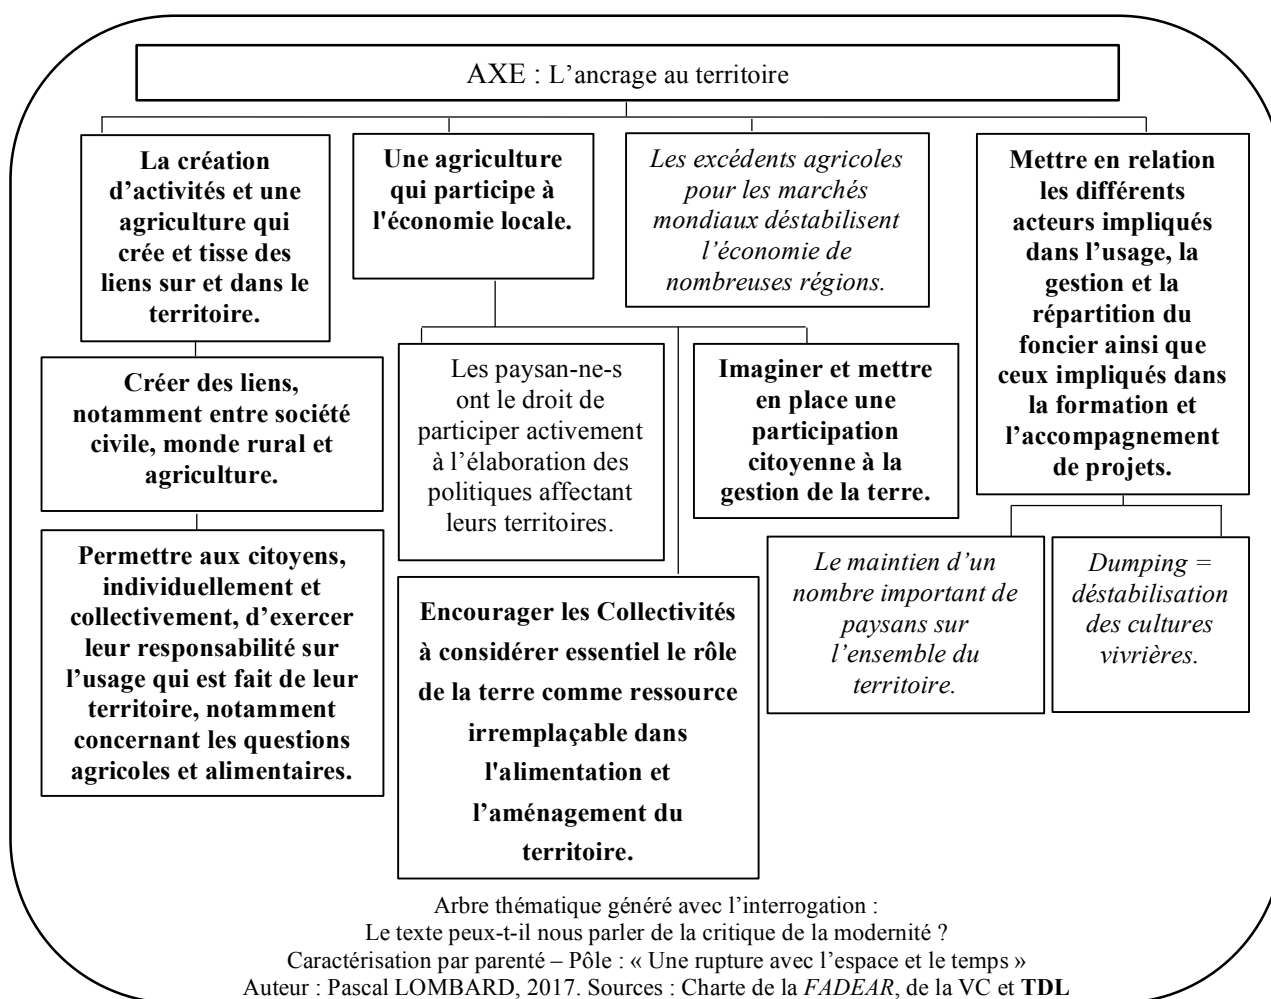 AXE : L’ancrage au territoire
La création
d’activités et une
agriculture qui
crée et tisse des
liens sur et dans le
territoire.
Une agriculture
qui participe à
l'économie locale.
Les excédents agricoles
pour les marchés
mondiaux déstabilisent
l’économie de
nombreuses régions.
Mettre en relation
les différents
acteurs impliqués
dans l’usage, la
gestion et la
répartition du
foncier ainsi que
ceux impliqués dans
la formation et
l’accompagnement
de projets.
Créer des liens,
notamment entre société
civile, monde rural et
agriculture.
Les paysan-ne-s
ont le droit de
participer activement
à l’élaboration des
politiques affectant
leurs territoires.
Imaginer et mettre
en place une
participation
citoyenne à la
gestion de la terre.
Permettre aux citoyens,
individuellement et
collectivement, d’exercer
leur responsabilité sur
l’usage qui est fait de leur
territoire, notamment
concernant les questions
agricoles et alimentaires.
Encourager les Collectivités
à considérer essentiel le rôle
de la terre comme ressource
irremplaçable dans
l'alimentation et
l’aménagement du
territoire.
Le maintien d’un
nombre important de
paysans sur
l’ensemble du
territoire.
Dumping =
déstabilisation
des cultures
vivrières.
Arbre thématique généré avec l’interrogation :
Le texte peux-t-il nous parler de la critique de la modernité ?
Caractérisation par parenté – Pôle : « Une rupture avec l’espace et le temps »
Auteur : Pascal LOMBARD, 2017. Sources : Charte de la FADEAR, de la VC et TDL